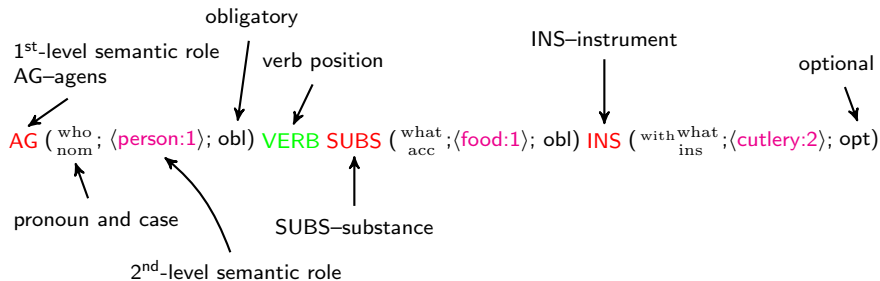 obligatory
1st-level semantic role
AG–agens
verb position
INS–instrument
optional
AG (who nom; ⟨person:1⟩; obl) VERB SUBS (what acc;⟨food:1⟩; obl) INS (with what ins;⟨cutlery:2⟩; opt)
pronoun and case
SUBS–substance
2nd-level semantic role